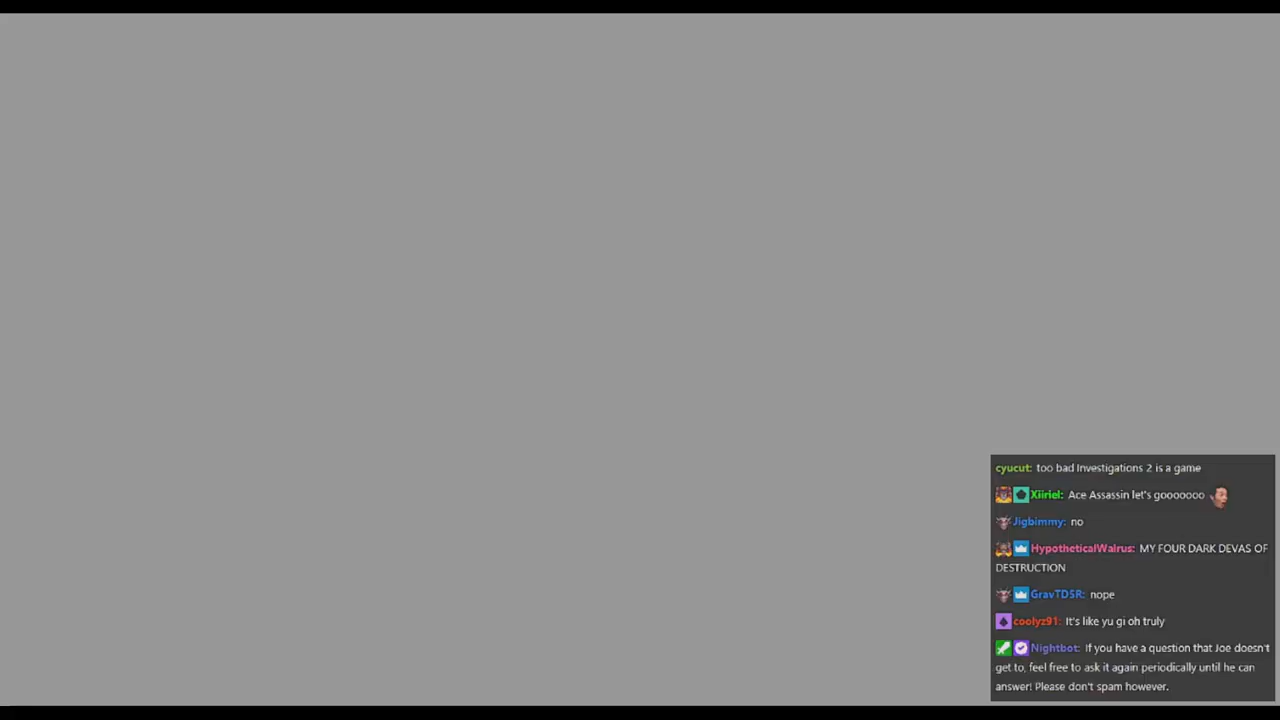 cyucut: too bad Investigations 2 is a game
Xiiriel: Ace Assassin let's gooooooo
Jigbimmy: no
HypotheticalWalrus: MY FOUR DARK DEVAS OF
DESTRUCTION
GravTDSR: nope
coolyz91: It's like yu gi oh truly
Nightbot: If you have a question that Joe doesn't
get to, feel free to ask it again periodically until he can
answer! Please don't spam however.